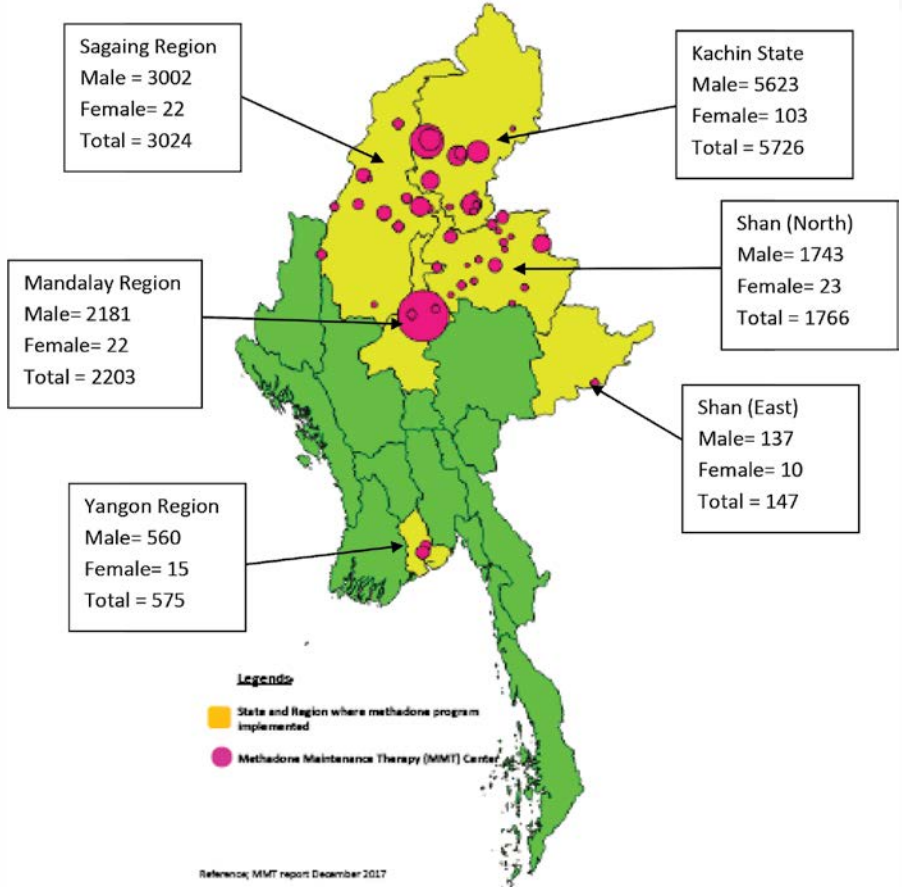 Sagaing Region
Male = 3002
Female= 22
Total = 3024
Kachin State
Male= 5623
Female= 103
Total = 5726
Shan (North)
Male= 1743
Female= 23
Total = 1766
Mandalay Region
Male= 2181
Female= 22
Total = 2203
Shan (East)
Male= 137
Female= 10
Total = 147
Yangon Region
Male= 560
Female= 15
Total = 575
Legends
State and Region where methadone program
implemented
Methadone Maintenance Therapy (MMT) Center
Reference; MMT report December 2017